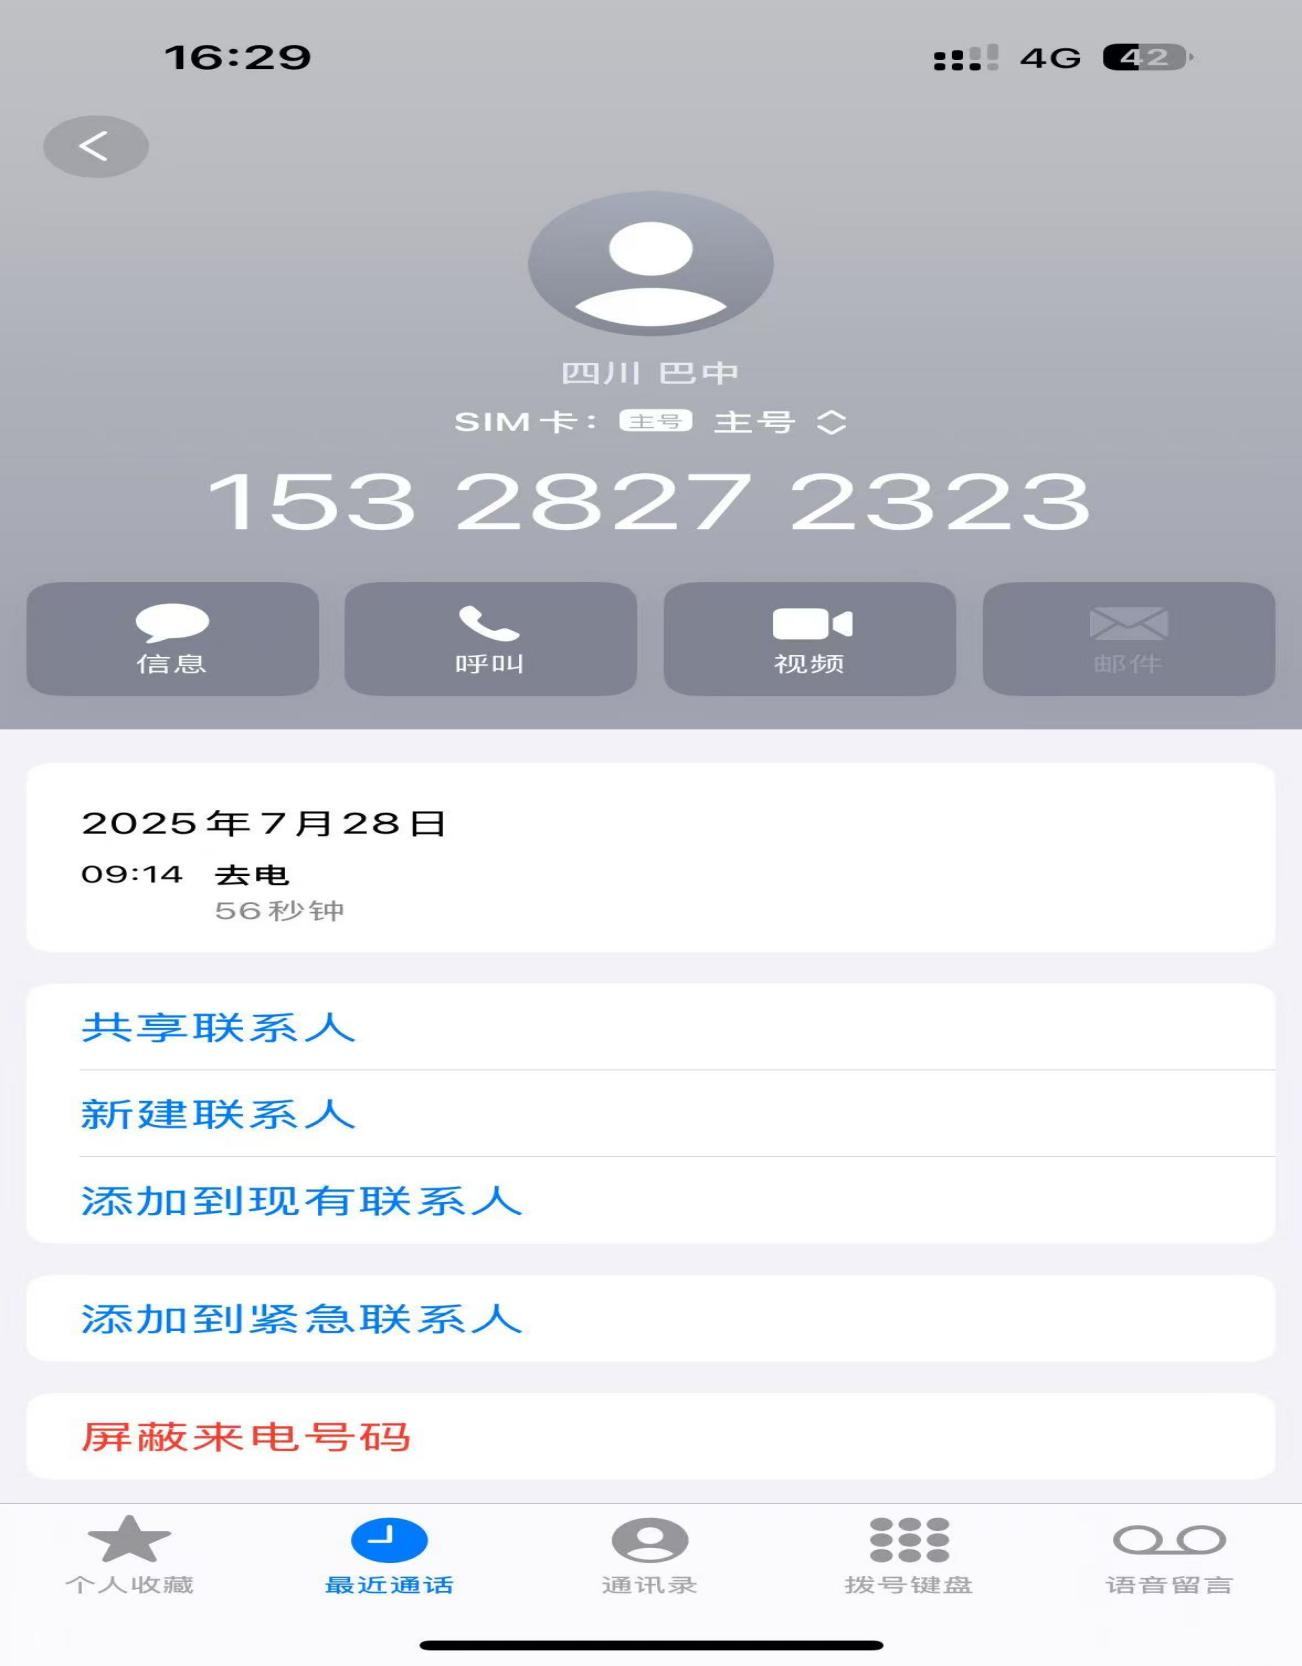 16:29 4G 42
四川 巴中
SIM卡： 主号 主号
153 2827 2323
信息 呼叫 视频 邮件
2025年7月28日
09:14 去电
56秒钟
共享联系人
新建联系人
添加到现有联系人
添加到紧急联系人
屏蔽来电号码
个人收藏 最近通话 通讯录 拨号键盘 语音留言